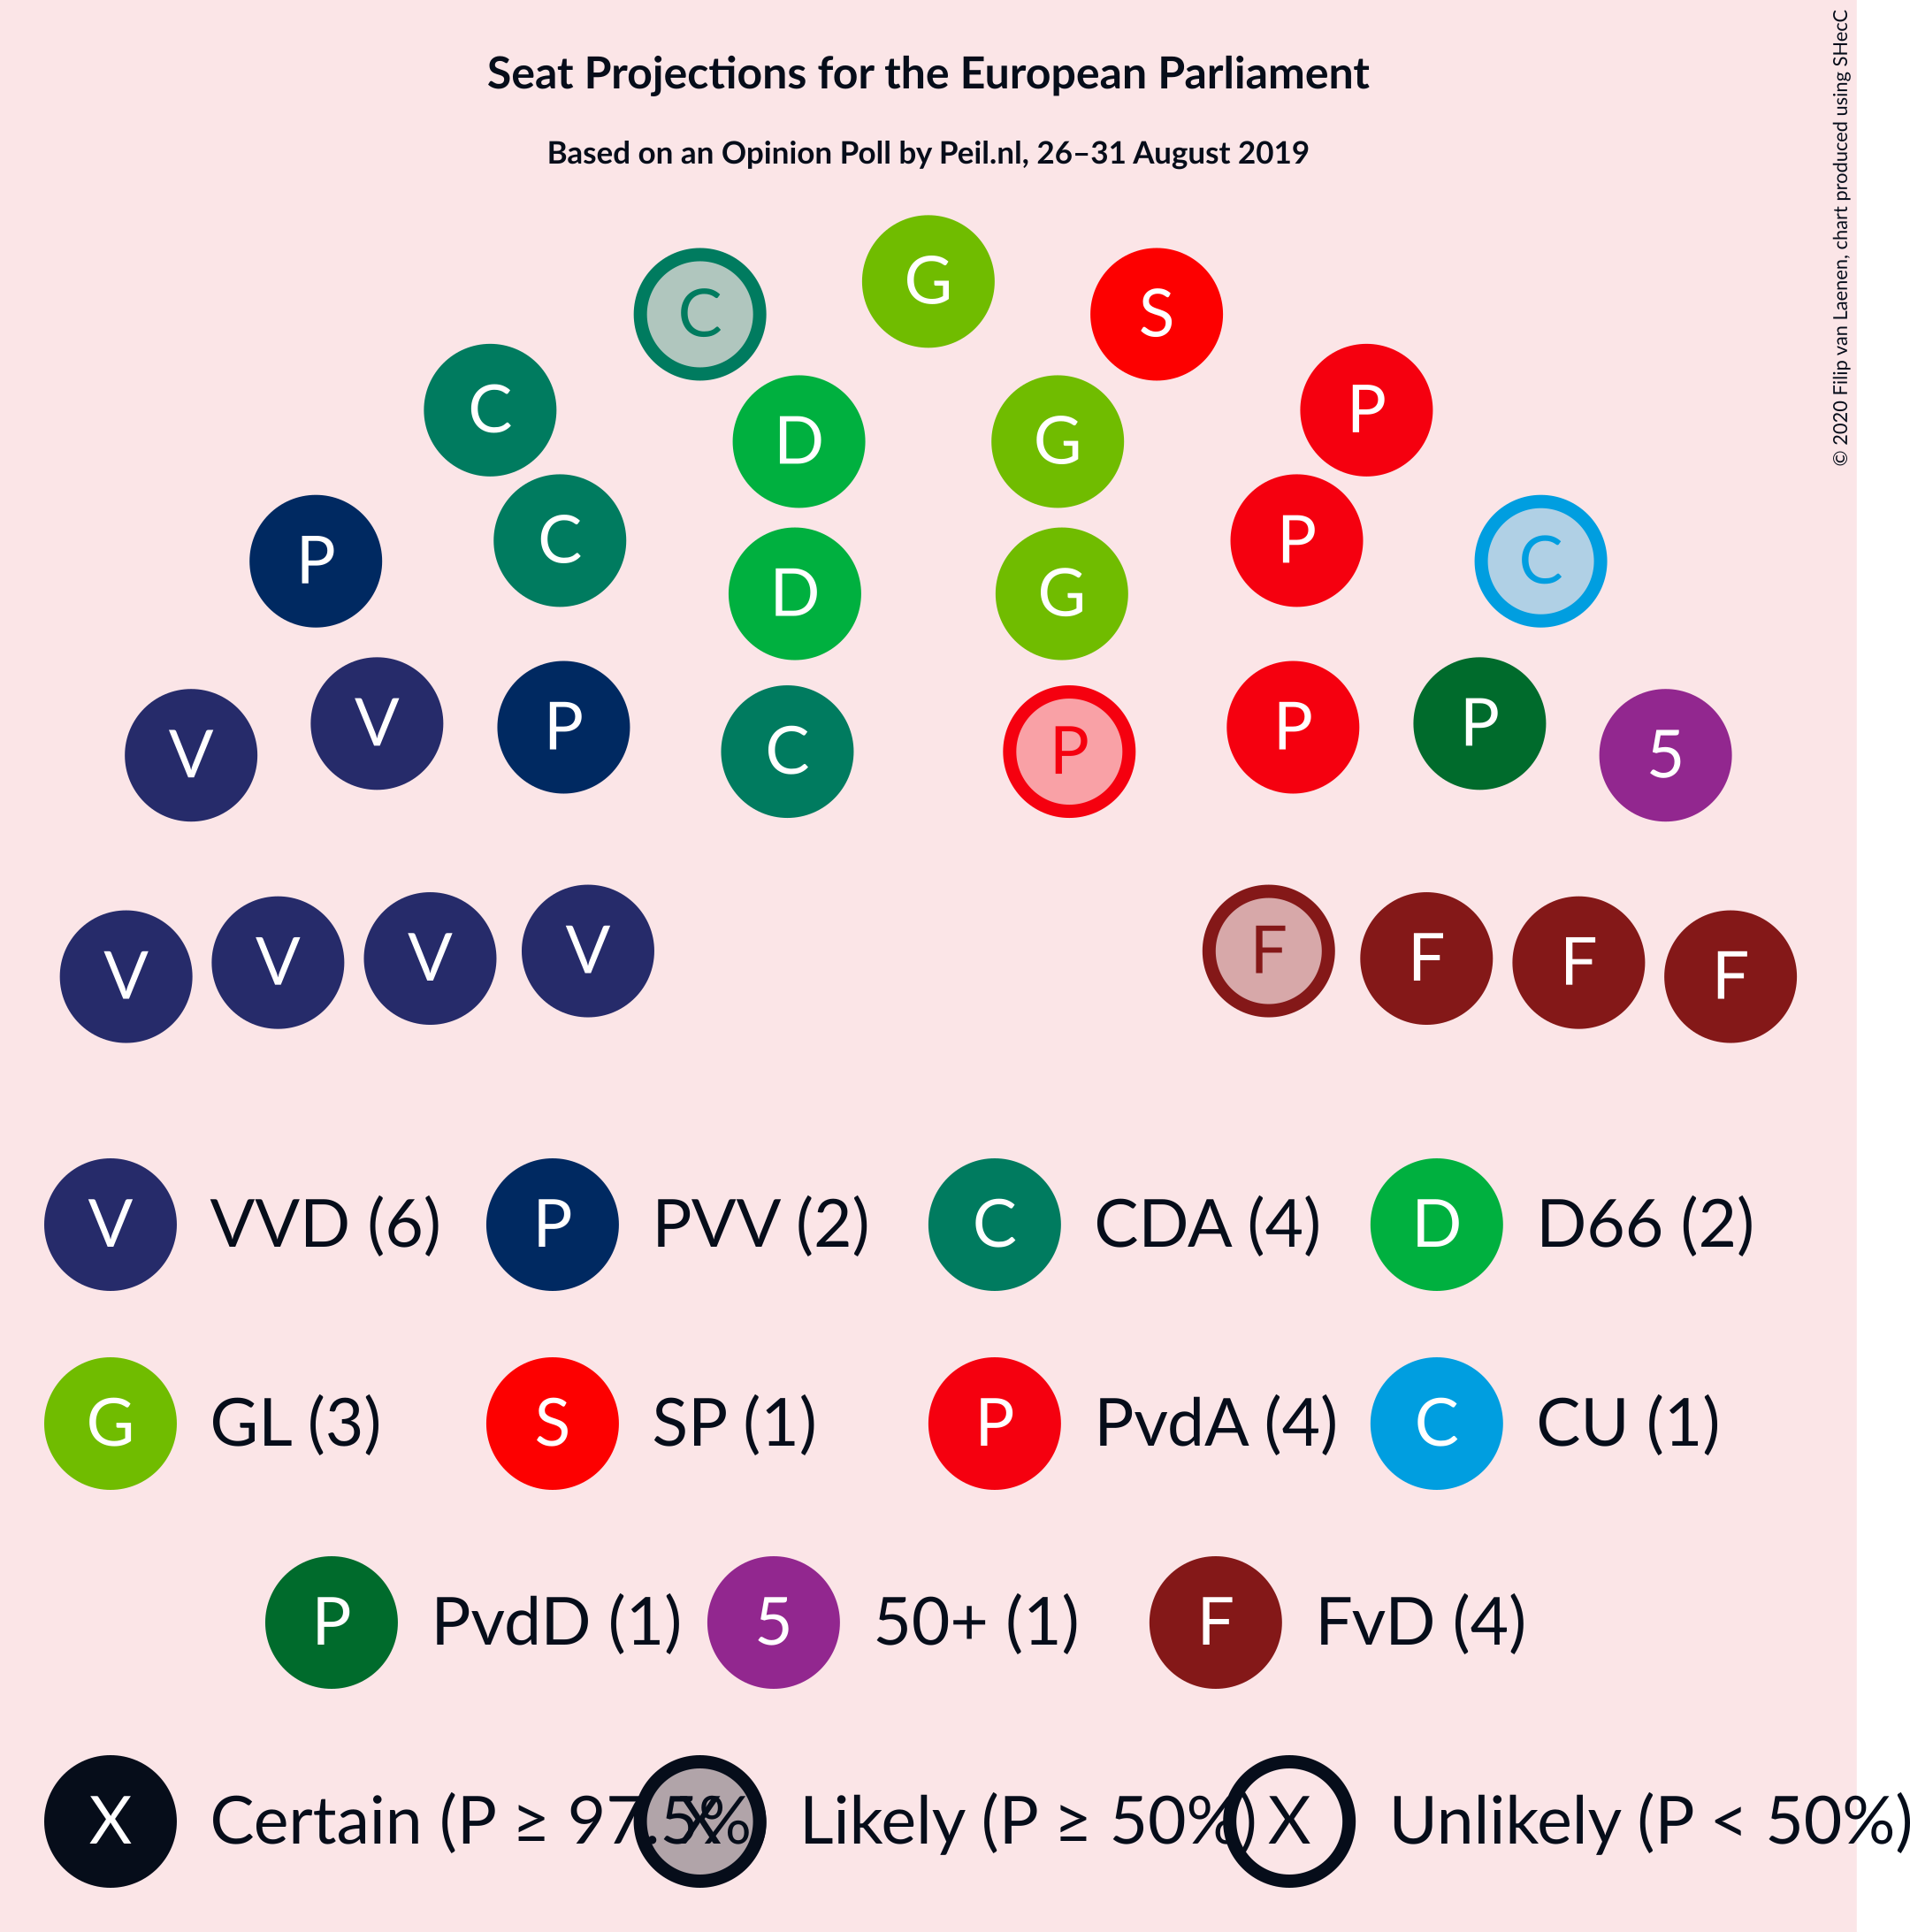 Seat Projections for the European Parliament
Based on an Opinion Poll by Peil.nl, 26–31 August 2019
© 2020 Filip van Laenen, chart produced using SHecC
G
C S
C P
D G
C P
P C
D G
V P P P V
C P
5
V V V V F F F F
V VVD (6) P PVV (2) C CDA (4) D D66 (2)
G GL (3) S SP (1) P PvdA (4) C CU (1)
P PvdD (1) 5 50+ (1) F FvD (4)
X Certain (P ≥ 97.5%) X Likely (P ≥ 50%) X Unlikely (P < 50%)